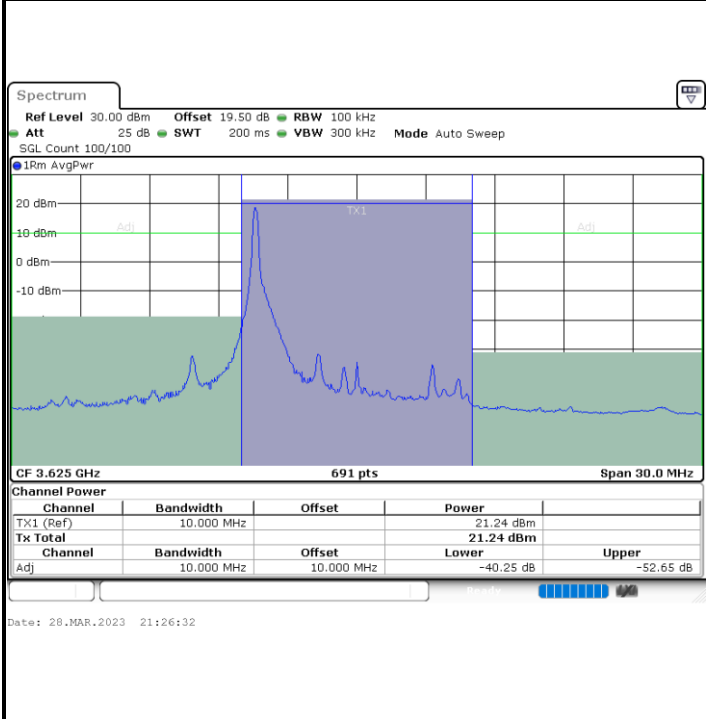 Spectrum
Ref Level 30.00 dBm Offset 19.50 dB RBW 100 kHz
Att 25 dB SWT 200 ms VBW 300 kHz Mode Auto Sweep
SGL Count 100/100
1Rm AvgPwr
20 dBm
TX1
Adj
Adj
10 dBm
0 dBm
-10 dBm
CF 3.625 GHz 691 pts Span 30.0 MHz
Channel Power
Channel Bandwidth Offset Power
TX1 (Ref) 10.000 MHz 21.24 dBm
Tx Total 21.24 dBm
Channel Bandwidth Offset Lower Upper
Adj 10.000 MHz 10.000 MHz -40.25 dB -52.65 dB
Ready
Date: 28.MAR.2023 21:26:32